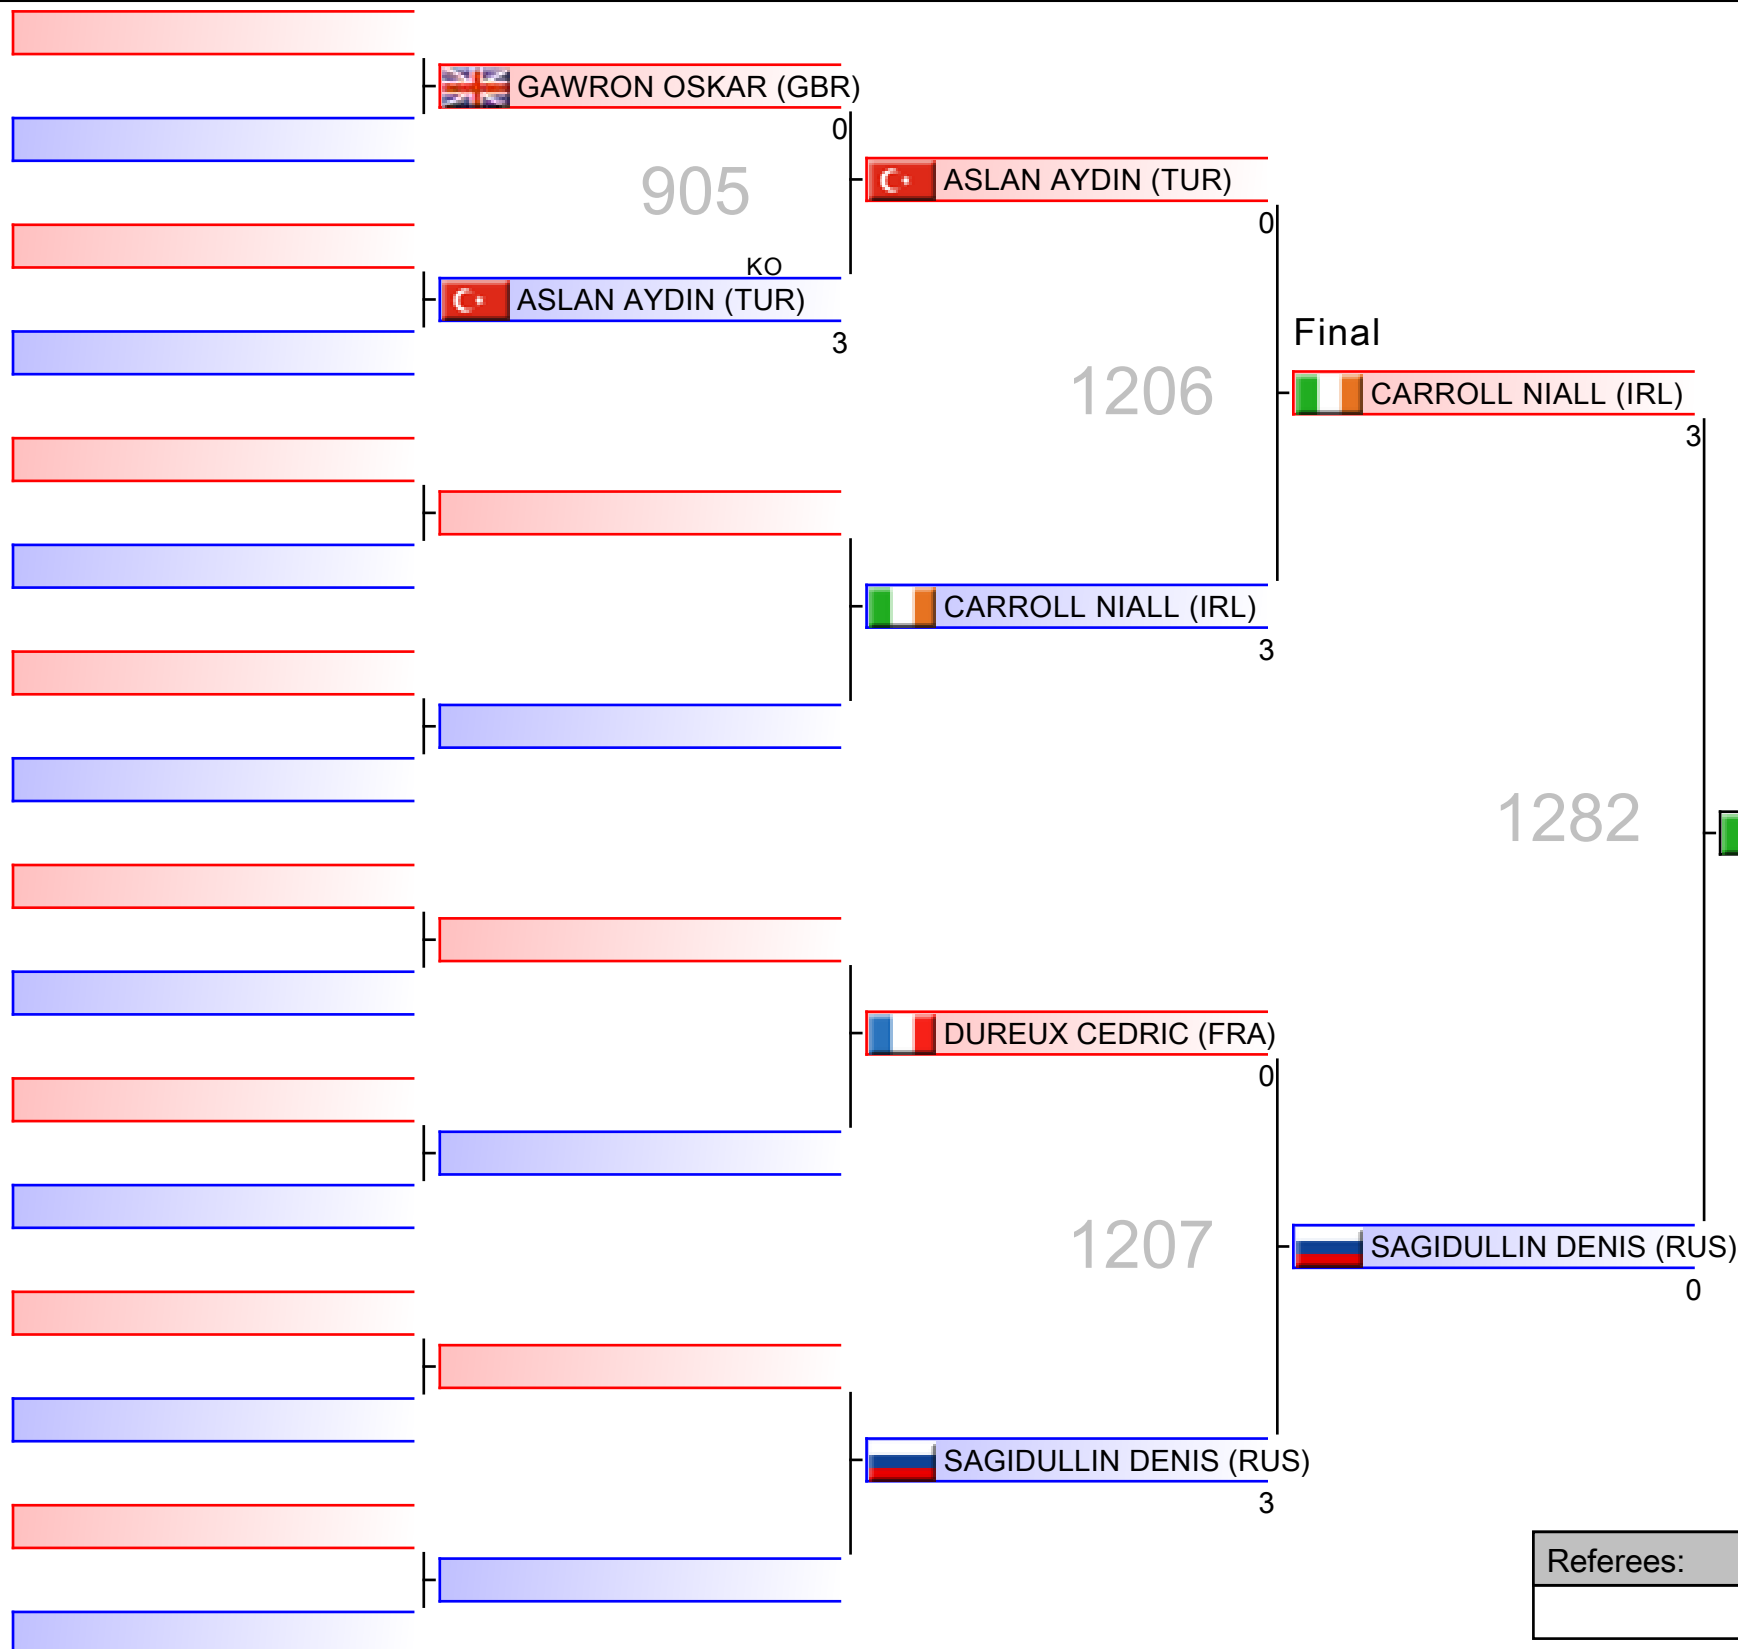 GAWRON OSKAR (GBR)
0
905
KO
ASLAN AYDIN (TUR)
3
ASLAN AYDIN (TUR)
0
1206
CARROLL NIALL (IRL)
3
Final
CARROLL NIALL (IRL)
3
1282
DUREUX CEDRIC (FRA)
0
1207
SAGIDULLIN DENIS (RUS)
3
SAGIDULLIN DENIS (RUS)
0
Referees: